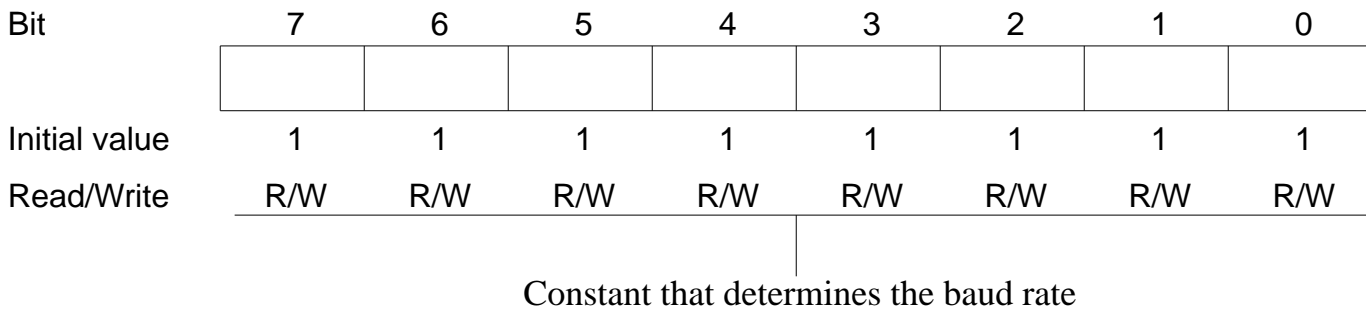 Bit 7 6 5 4 3 2 1 0
Initial value 1 1 1 1 1 1 1 1
Read/Write R/W R/W R/W R/W R/W R/W R/W R/W
Constant that determines the baud rate